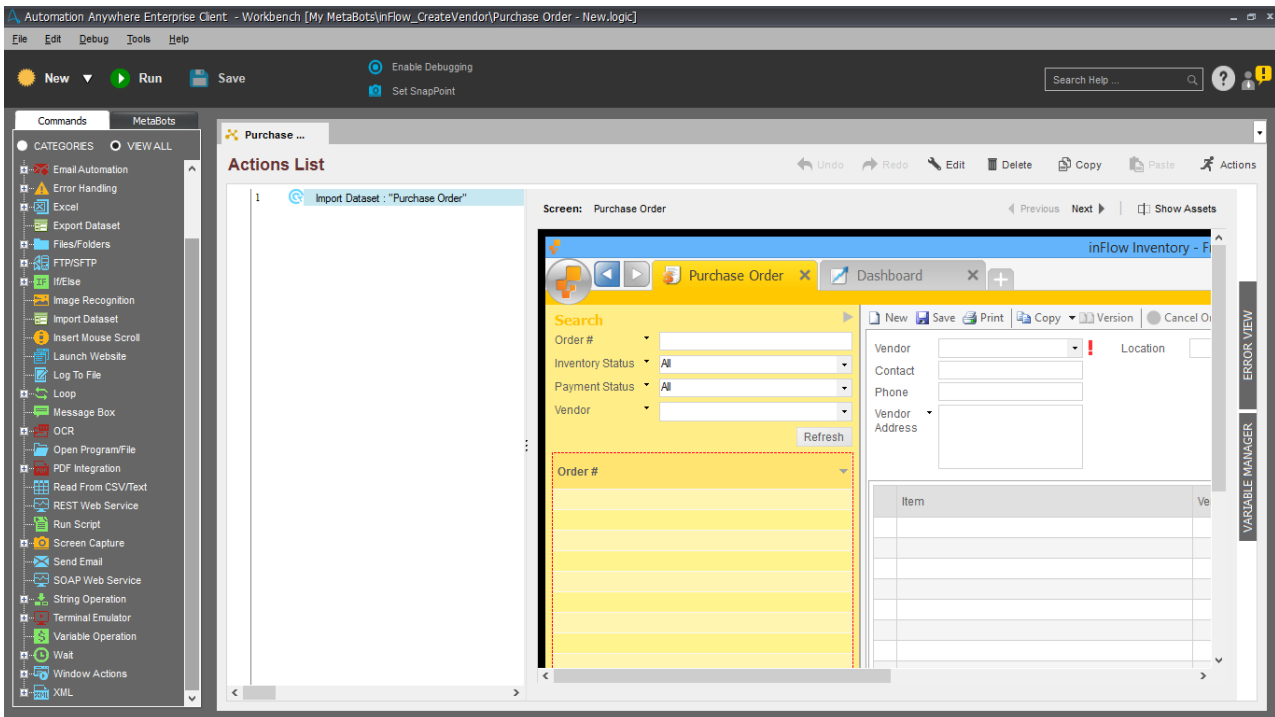 Automation Anywhere Enterprise Client - Workbench [My MetaBots\inFlow_CreateVendor\Purchase Order - New.logic]
File Edit Debug Tools Help
New Run Save
Enable Debugging
Set SnapPoint
Search Help ...
Commands MetaBots
CATEGORIES VIEW ALL
Email Automation
Error Handling
Excel
Export Dataset
Files/Folders
FTP/SFTP
If/Else
Image Recognition
Import Dataset
Insert Mouse Scroll
Launch Website
Log To File
Loop
Message Box
OCR
Open Program/File
PDF Integration
Read From CSV/Text
REST Web Service
Run Script
Screen Capture
Send Email
SOAP Web Service
String Operation
Terminal Emulator
Variable Operation
Wait
Window Actions
XML
Purchase ...
Actions List
Undo Redo Edit Delete Copy Paste Actions
1 Import Dataset : "Purchase Order"
Screen: Purchase Order
Previous Next Show Assets
inFlow Inventory - F
Purchase Order Dashboard
Search
Order #
Inventory Status All
Payment Status All
Vendor
Refresh
Order #
New Save Print Copy Version Cancel O
Vendor Location
Contact
Phone
Vendor
Address
Item Ve
ERROR VIEW
VARIABLE MANAGER